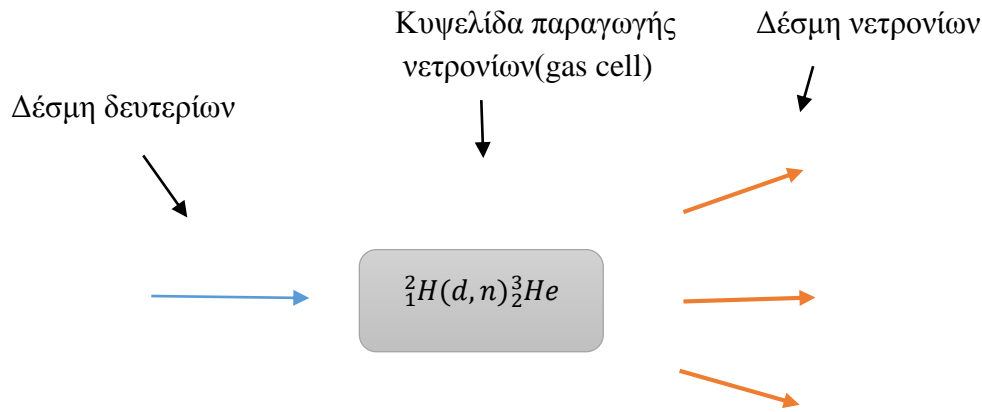 Κυψελίδα παραγωγής
νετρονίων(gas cell)
Δέσμη νετρονίων
Δέσμη δευτερίων
²₁H(d, n)³₂He